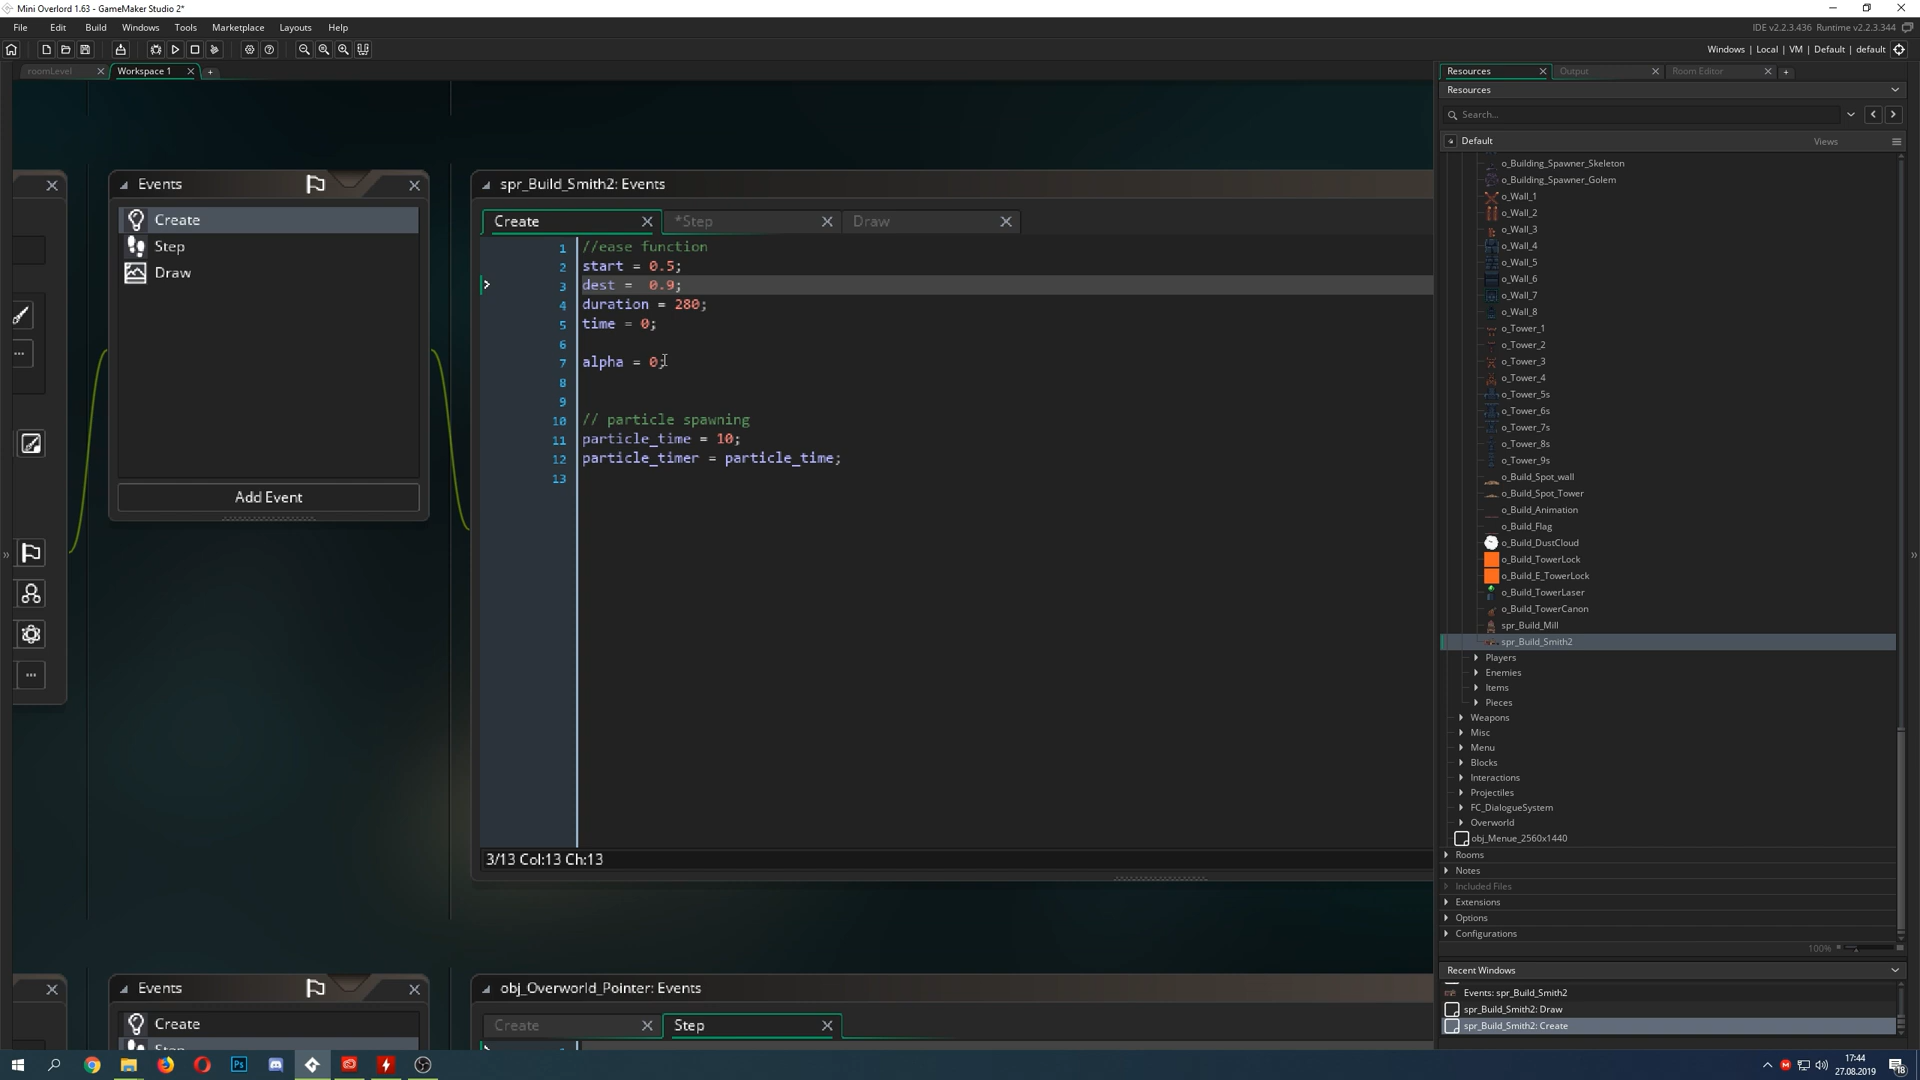 Mini Overlord 1.63 - GameMaker Studio 2*
File Edit Build Windows Tools Marketplace Layouts Help
IDE v2.2.3.436 Runtime v2.2.3.344
Windows | Local | VM | Default | default
roomLevel Workspace 1
Resources Output Room Editor
Resources
Search...
Default Views
Events
Create
Step
Draw
Add Event
spr_Build_Smith2: Events
Create *Step Draw
1 //ease function
2 start = 0.5;
3 dest =  0.9;
4 duration = 280;
5 time = 0;
6
7 alpha = 0;
8
9
10 // particle spawning
11 particle_time = 10;
12 particle_timer = particle_time;
13
3/13 Col:13 Ch:13
o_Building_Spawner_Skeleton
o_Building_Spawner_Golem
o_Wall_1
o_Wall_2
o_Wall_3
o_Wall_4
o_Wall_5
o_Wall_6
o_Wall_7
o_Wall_8
o_Tower_1
o_Tower_2
o_Tower_3
o_Tower_4
o_Tower_5s
o_Tower_6s
o_Tower_7s
o_Tower_8s
o_Tower_9s
o_Build_Spot_wall
o_Build_Spot_Tower
o_Build_Animation
o_Build_Flag
o_Build_DustCloud
o_Build_TowerLock
o_Build_E_TowerLock
o_Build_TowerLaser
o_Build_TowerCanon
spr_Build_Mill
spr_Build_Smith2
Players
Enemies
Items
Pieces
Weapons
Misc
Menu
Blocks
Interactions
Projectiles
FC_DialogueSystem
Overworld
obj_Menue_2560x1440
Rooms
Notes
Included Files
Extensions
Options
Configurations
100%
Recent Windows
Events: spr_Build_Smith2
spr_Build_Smith2: Draw
spr_Build_Smith2: Create
Events
Create
obj_Overworld_Pointer: Events
Create Step
1
17:44
27.08.2019
18